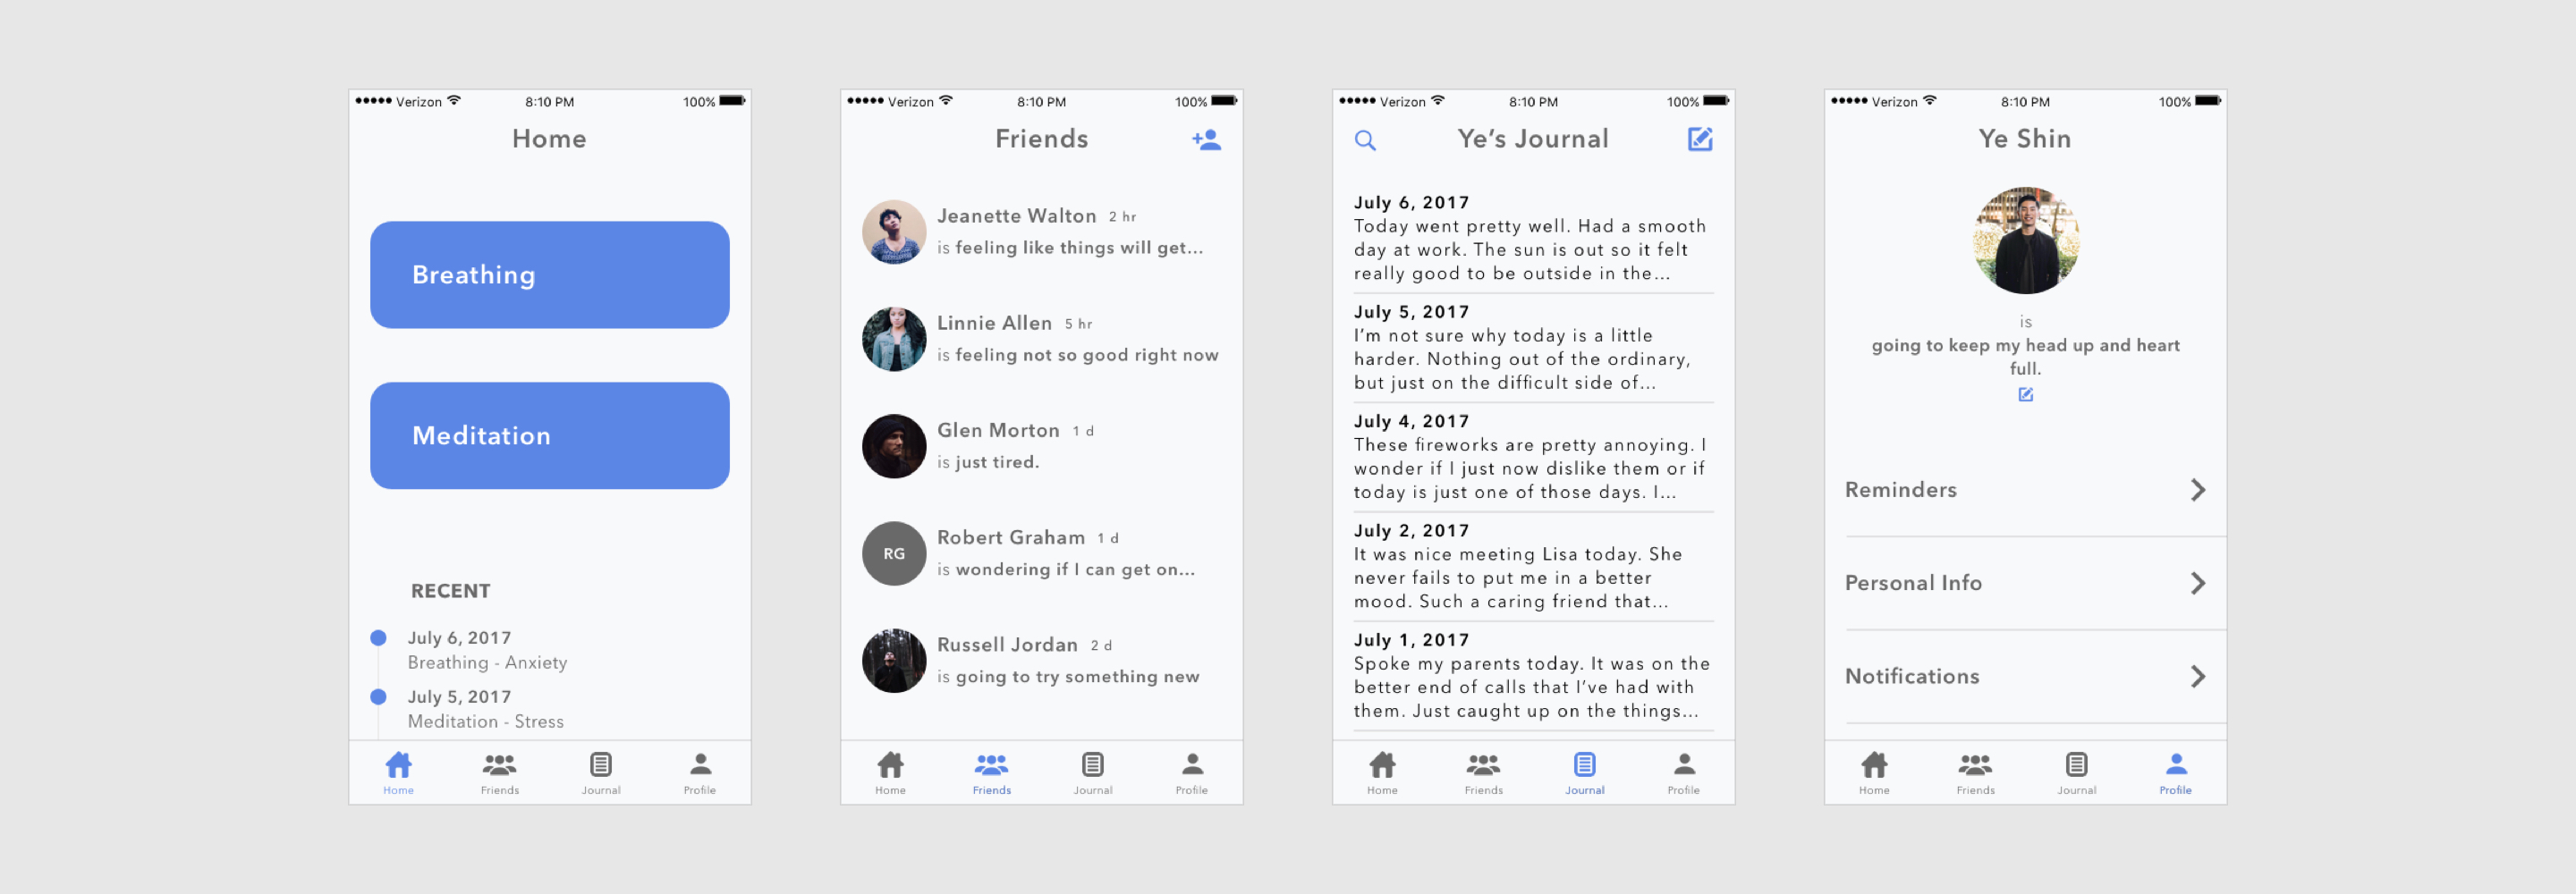 Verizon 8:10 PM 100%
Home
Breathing
Meditation
RECENT
July 6, 2017
Breathing - Anxiety
July 5, 2017
Meditation - Stress
Home Friends Journal Profile
Verizon 8:10 PM 100%
Friends
Jeanette Walton 2 hr
is feeling like things will get...
Linnie Allen 5 hr
is feeling not so good right now
Glen Morton 1 d
is just tired.
RG
Robert Graham 1 d
is wondering if I can get on...
Russell Jordan 2 d
is going to try something new
Home Friends Journal Profile
Verizon 8:10 PM 100%
Ye’s Journal
July 6, 2017
Today went pretty well. Had a smooth
day at work. The sun is out so it felt
really good to be outside in the...
July 5, 2017
I’m not sure why today is a little
harder. Nothing out of the ordinary,
but just on the difficult side of...
July 4, 2017
These fireworks are pretty annoying. I
wonder if I just now dislike them or if
today is just one of those days. I...
July 2, 2017
It was nice meeting Lisa today. She
never fails to put me in a better
mood. Such a caring friend that...
July 1, 2017
Spoke my parents today. It was on the
better end of calls that I’ve had with
them. Just caught up on the things...
Home Friends Journal Profile
Verizon 8:10 PM 100%
Ye Shin
is
going to keep my head up and heart
full.
Reminders
Personal Info
Notifications
Home Friends Journal Profile